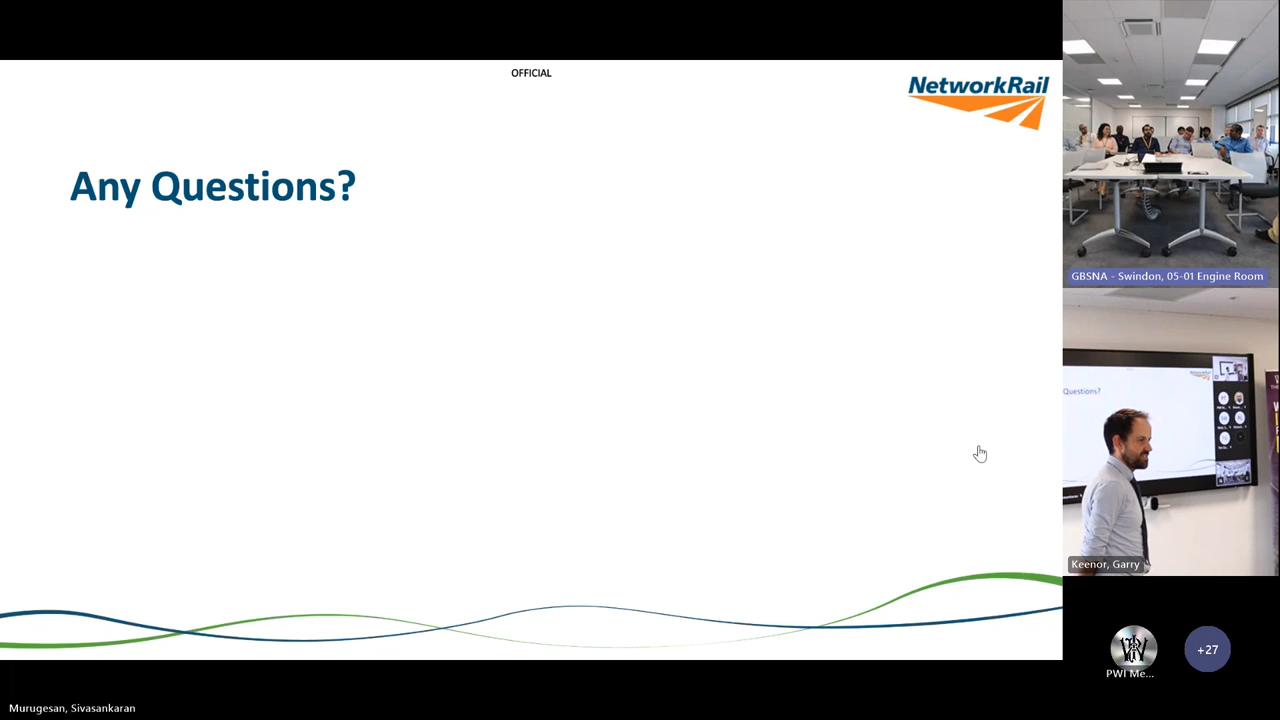 OFFICIAL
NetworkRail
Any Questions?
GBSNA - Swindon, 05-01 Engine Room
Questions?
Keenor, Garry
PWI Me...
+27
Murugesan, Sivasankaran